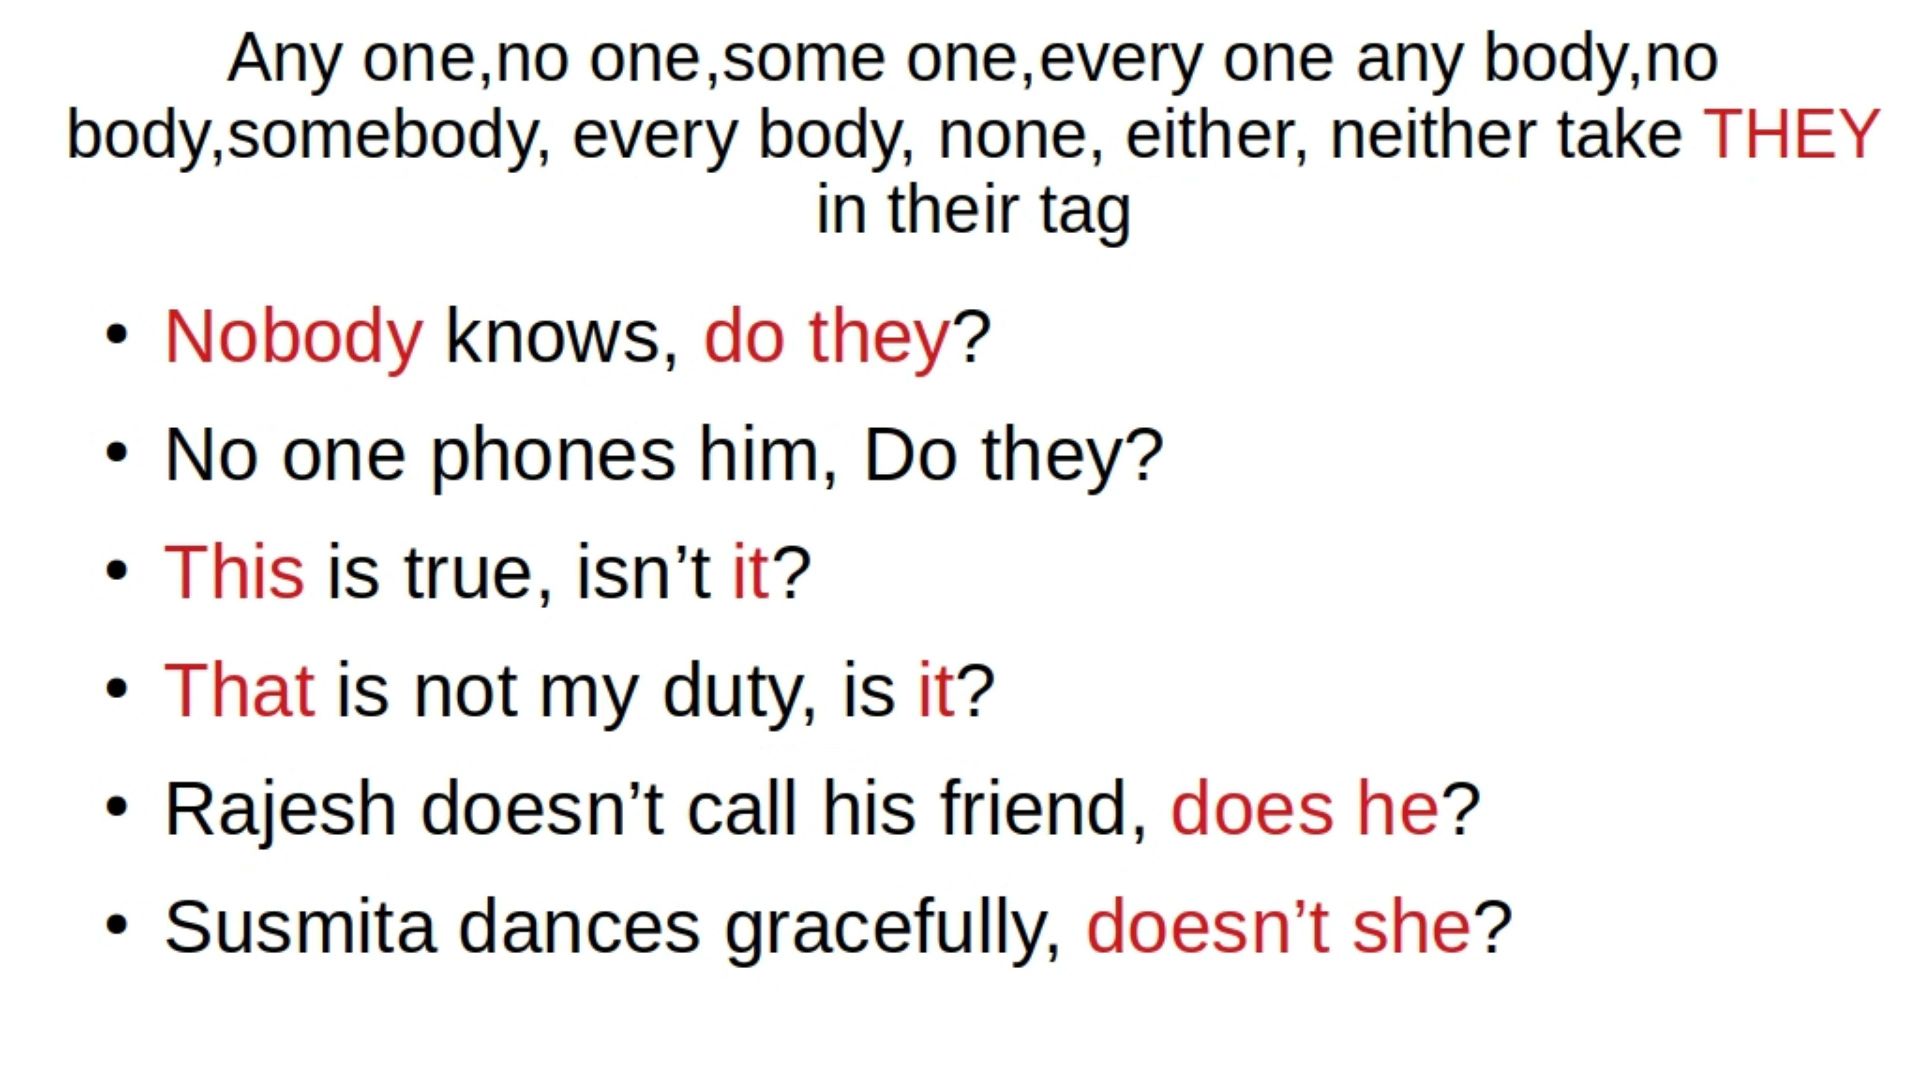 Any one,no one,some one,every one any body,no
body,somebody, every body, none, either, neither take THEY
in their tag
• Nobody knows, do they?
• No one phones him, Do they?
• This is true, isn’t it?
• That is not my duty, is it?
• Rajesh doesn’t call his friend, does he?
• Susmita dances gracefully, doesn’t she?